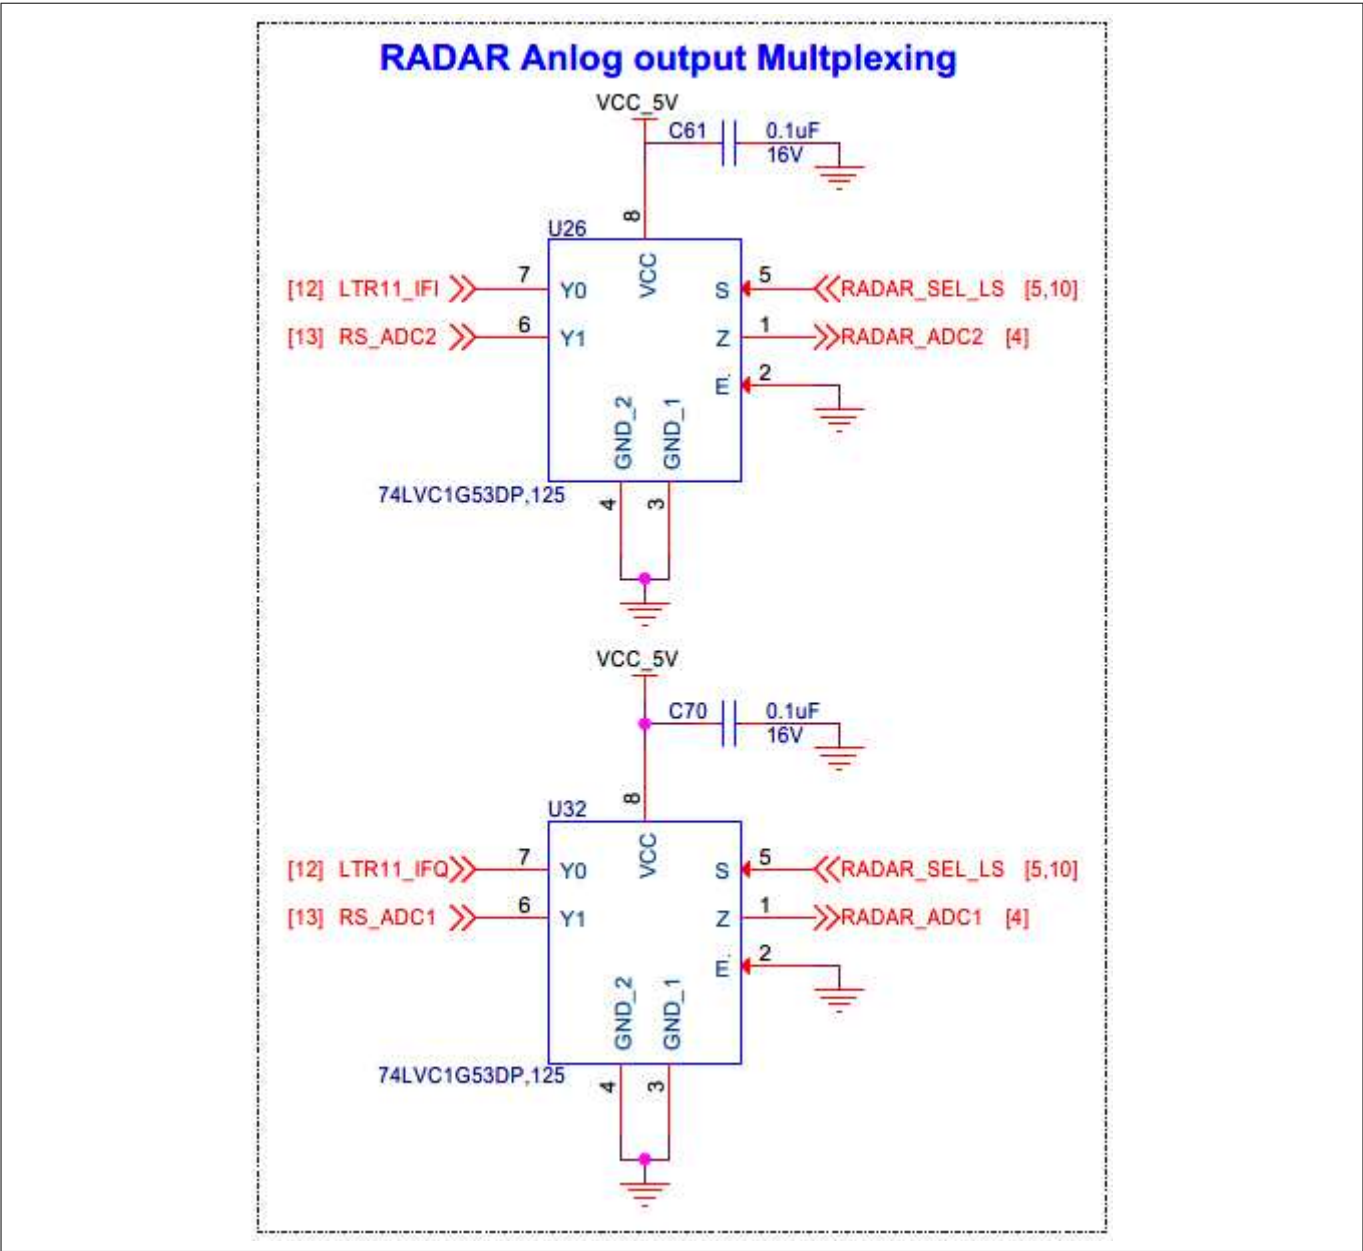 RADAR Anlog output Multplexing
VCC_5V
C61 0.1uF
16V
8
U26
VCC
[12] LTR11_IFI 7 Y0 S 5 RADAR_SEL_LS [5,10]
[13] RS_ADC2 6 Y1 Z 1 RADAR_ADC2 [4]
E 2
GND_2 GND_1
74LVC1G53DP,125
4 3
VCC_5V
C70 0.1uF
16V
8
U32
VCC
[12] LTR11_IFQ 7 Y0 S 5 RADAR_SEL_LS [5,10]
[13] RS_ADC1 6 Y1 Z 1 RADAR_ADC1 [4]
E 2
GND_2 GND_1
74LVC1G53DP,125
4 3